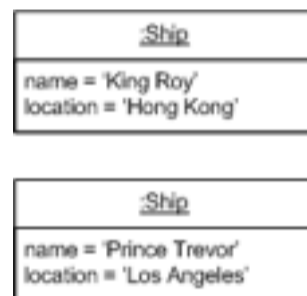 :Ship
name = 'King Roy'
location = 'Hong Kong'
:Ship
name = 'Prince Trevor'
location = 'Los Angeles'